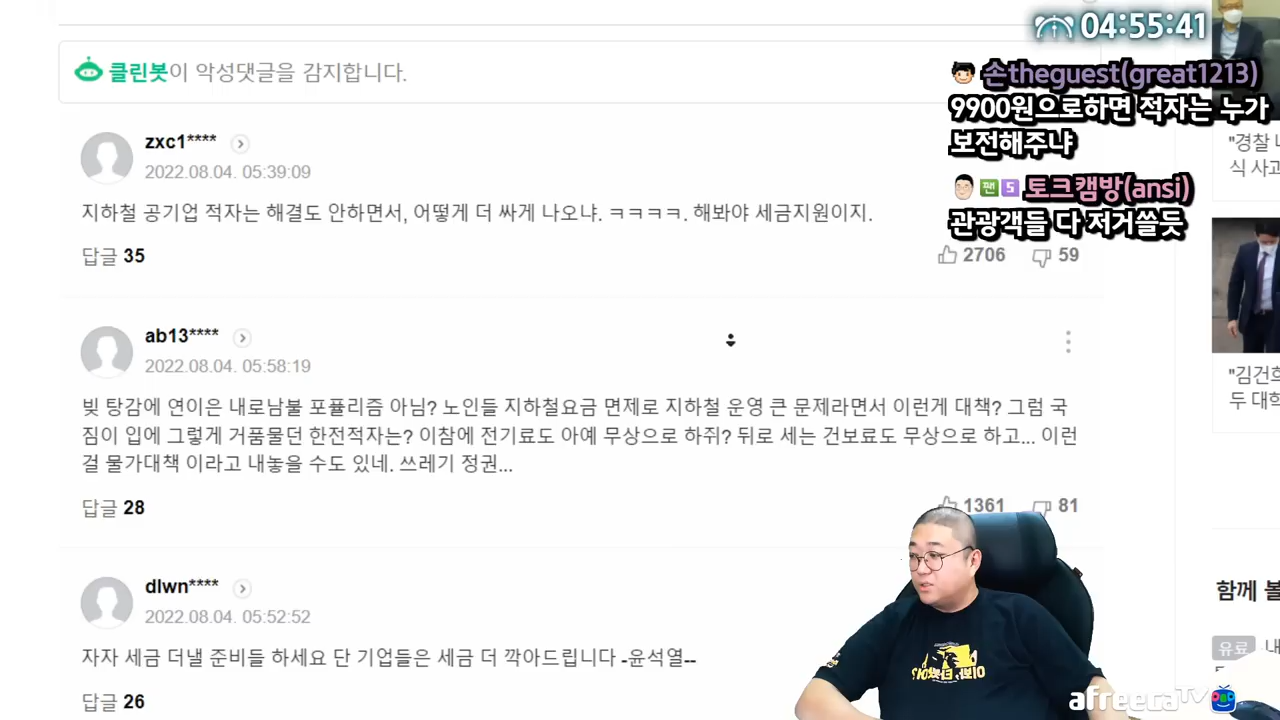 04:55:41
클린봇이 악성댓글을 감지합니다.
손theguest(great1213)
9900원으로하면 적자는 누가
보전해주냐
팬 5 토크캠방(ansi)
관광객들 다 저거쓸듯
zxc1****
2022.08.04. 05:39:09
지하철 공기업 적자는 해결도 안하면서, 어떻게 더 싸게 나오냐. ㅋㅋㅋㅋ. 해봐야 세금지원이지.
답글 35
2706 59
ab13****
2022.08.04. 05:58:19
빚 탕감에 연이은 내로남불 포퓰리즘 아님? 노인들 지하철요금 면제로 지하철 운영 큰 문제라면서 이런게 대책? 그럼 국
짐이 입에 그렇게 거품물던 한전적자는? 이참에 전기료도 아예 무상으로 하쥐? 뒤로 세는 건보료도 무상으로 하고... 이런
걸 물가대책 이라고 내놓을 수도 있네. 쓰레기 정권...
답글 28
1361 81
dlwn****
2022.08.04. 05:52:52
자자 세금 더낼 준비들 하세요 단 기업들은 세금 더 깍아드립니다 -윤석열--
답글 26
"경찰
식 사고
"김건희
두 대학
함께 볼
유료
afreecaTV